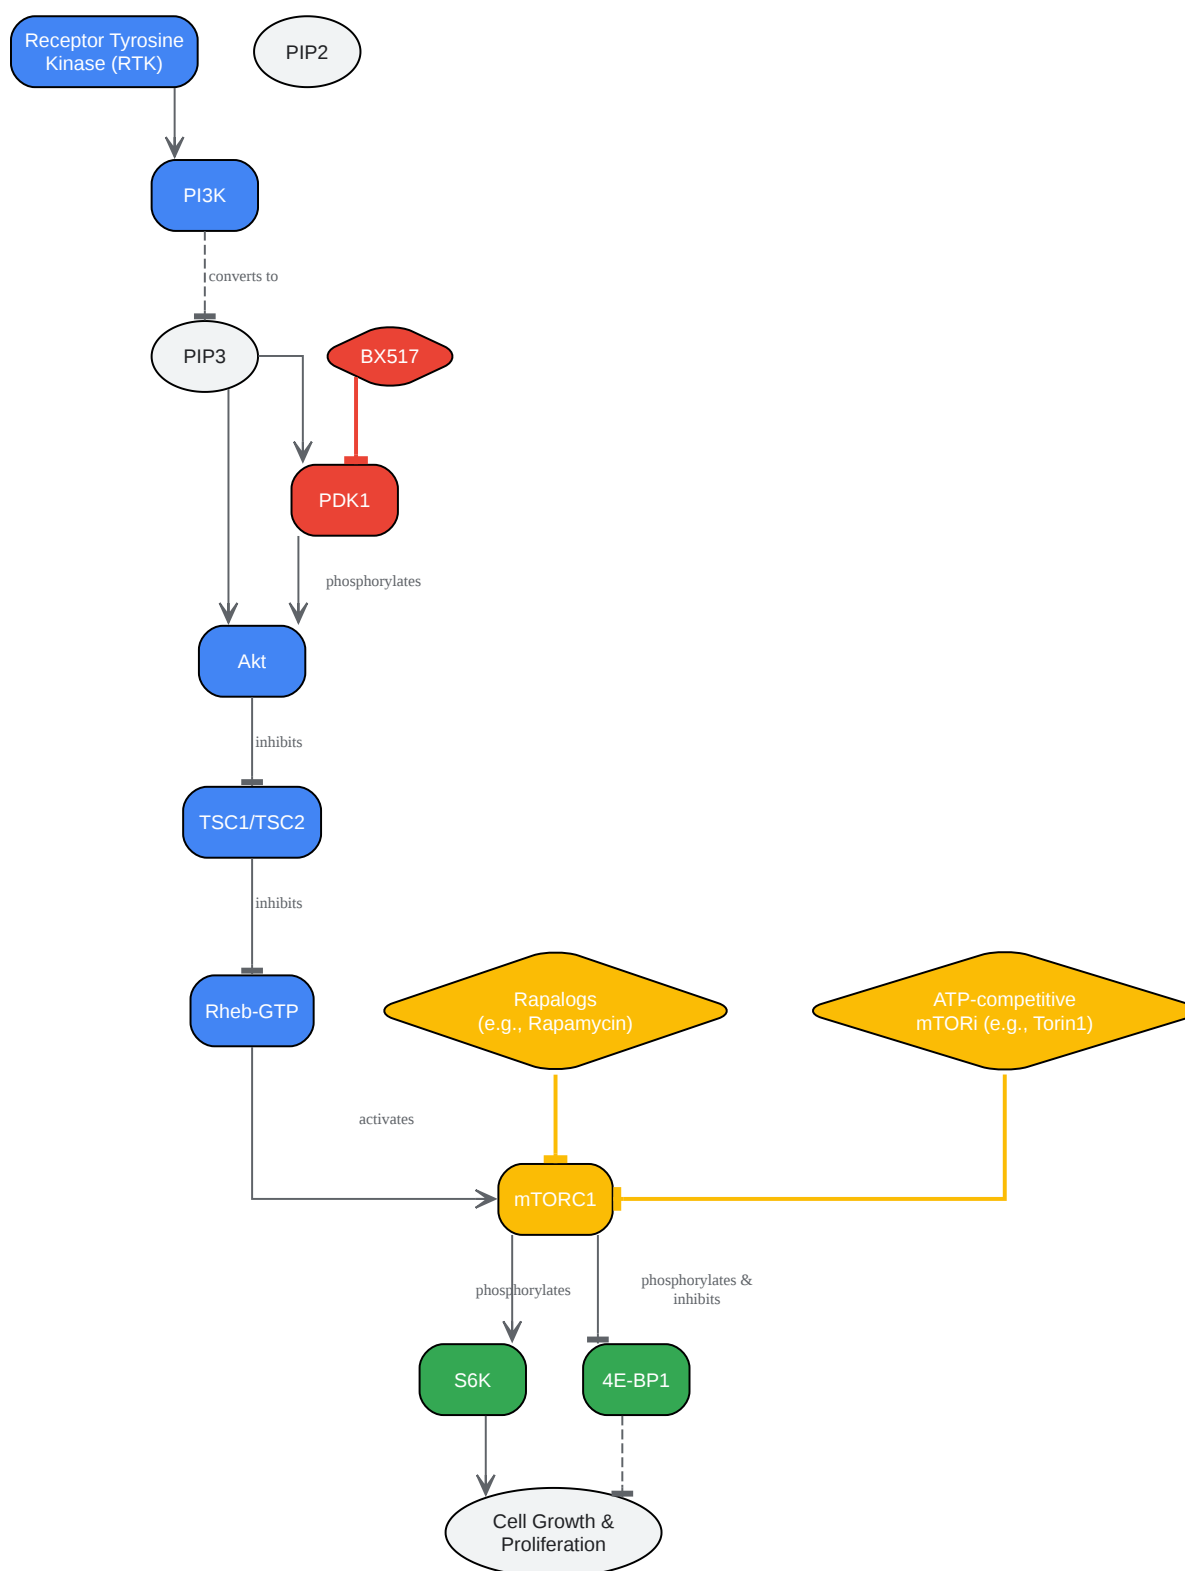 Receptor Tyrosine
Kinase (RTK)
PIP2
PI3K
converts to
PIP3
BX517
PDK1
phosphorylates
Akt
inhibits
TSC1/TSC2
inhibits
Rheb-GTP
Rapalogs
(e.g., Rapamycin)
ATP-competitive
mTORi (e.g., Torin1)
activates
mTORC1
phosphorylates
phosphorylates &
inhibits
S6K
4E-BP1
Cell Growth &
Proliferation